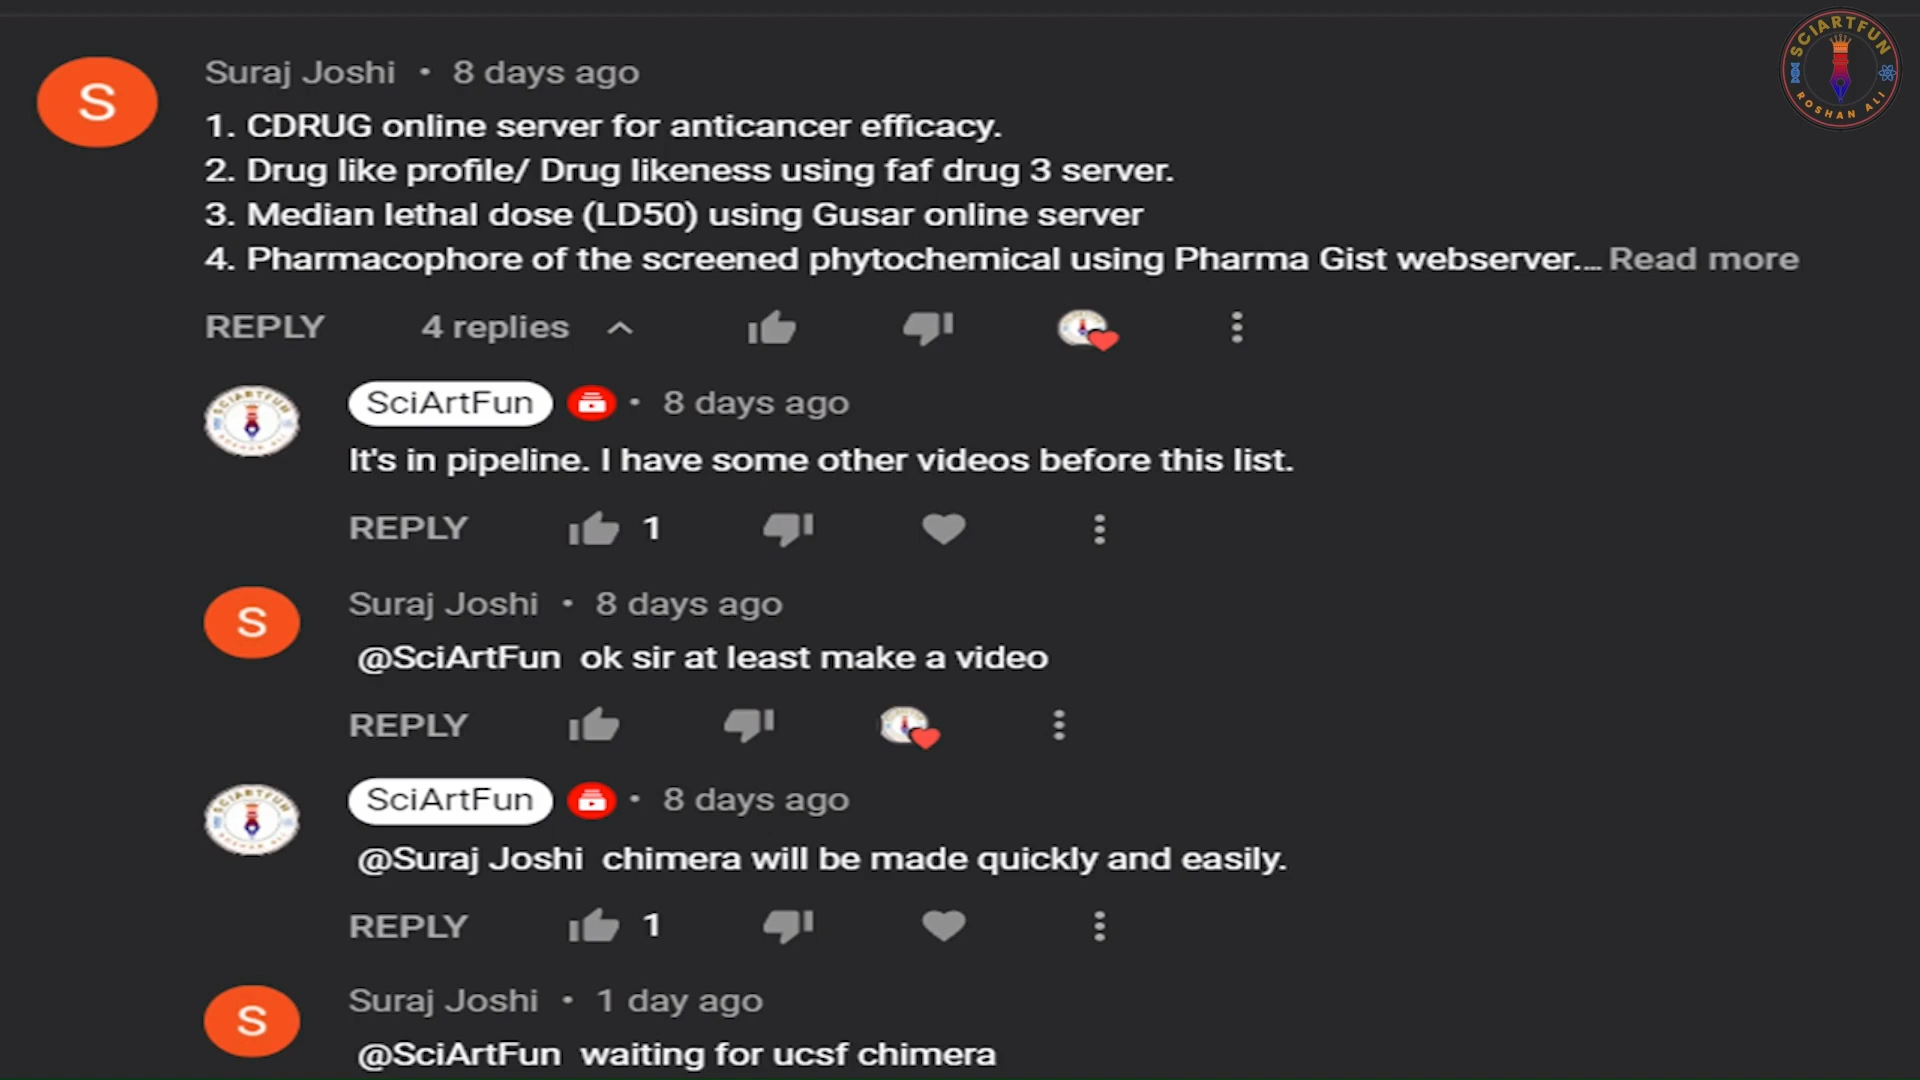 SCIARTFUN
ROSHAN ALI
S
Suraj Joshi • 8 days ago
1. CDRUG online server for anticancer efficacy.
2. Drug like profile/ Drug likeness using faf drug 3 server.
3. Median lethal dose (LD50) using Gusar online server
4. Pharmacophore of the screened phytochemical using Pharma Gist webserver.... Read more
REPLY 4 replies
SCIARTFUN
SciArtFun • 8 days ago
It's in pipeline. I have some other videos before this list.
REPLY 1
S
Suraj Joshi • 8 days ago
@SciArtFun ok sir at least make a video
REPLY
SCIARTFUN
SciArtFun • 8 days ago
@Suraj Joshi chimera will be made quickly and easily.
REPLY 1
S
Suraj Joshi • 1 day ago
@SciArtFun waiting for ucsf chimera